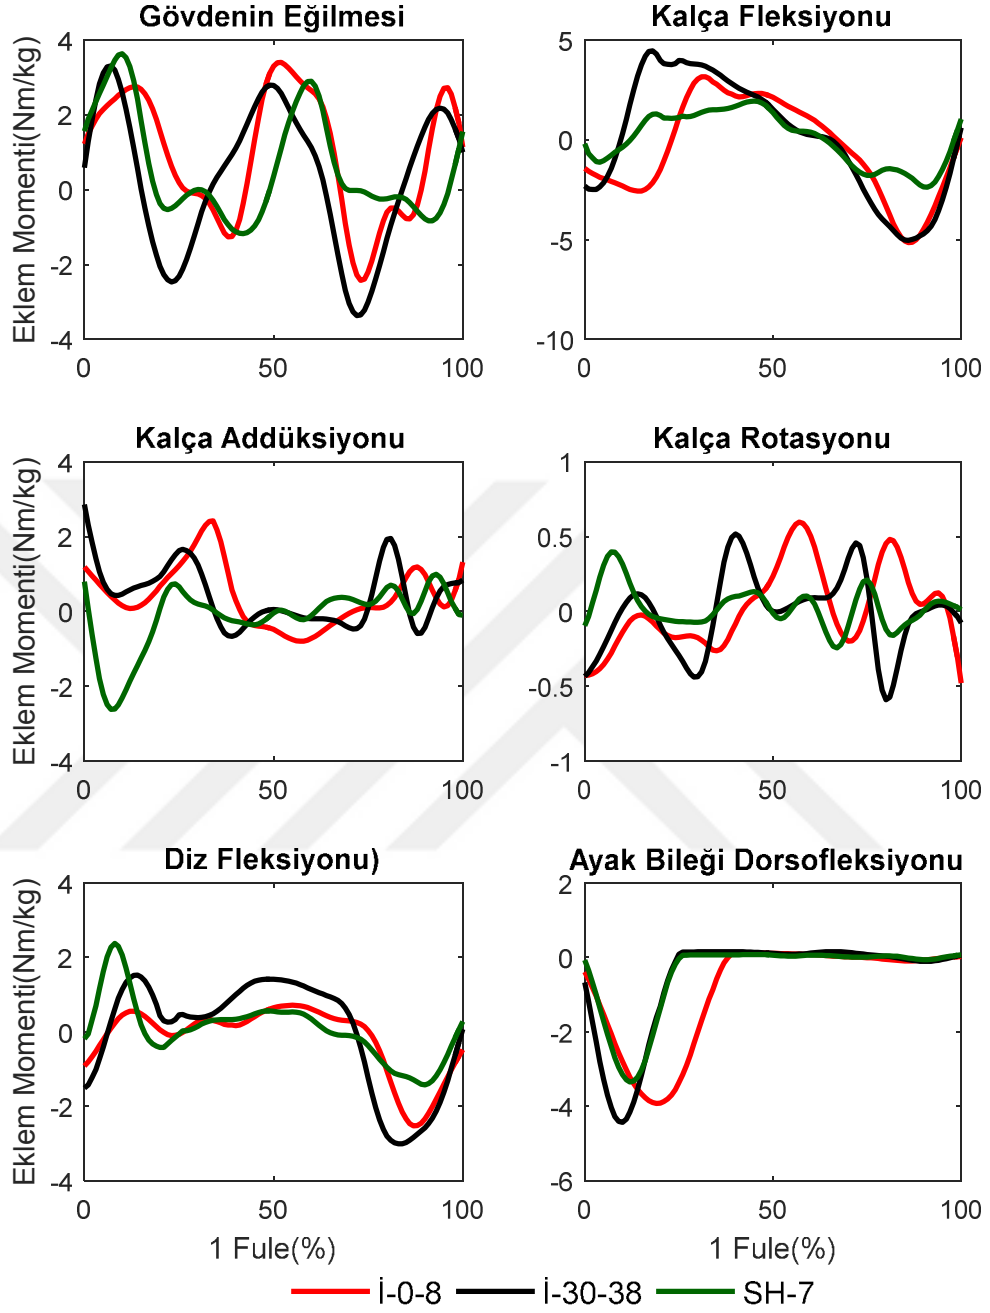 Gövdenin Eğilmesi
Kalça Fleksiyonu
Eklem Momenti(Nm/kg)
4
2
0
-2
-4
0 50 100
5
0
-5
-10
0 50 100
Kalça Addüksiyonu
Kalça Rotasyonu
Eklem Momenti(Nm/kg)
4
2
0
-2
-4
0 50 100
1
0.5
0
-0.5
-1
0 50 100
Diz Fleksiyonu)
Ayak Bileği Dorsofleksiyonu
Eklem Momenti(Nm/kg)
4
2
0
-2
-4
0 50 100
1 Fule(%)
2
0
-2
-4
-6
0 50 100
1 Fule(%)
İ-0-8 İ-30-38 SH-7